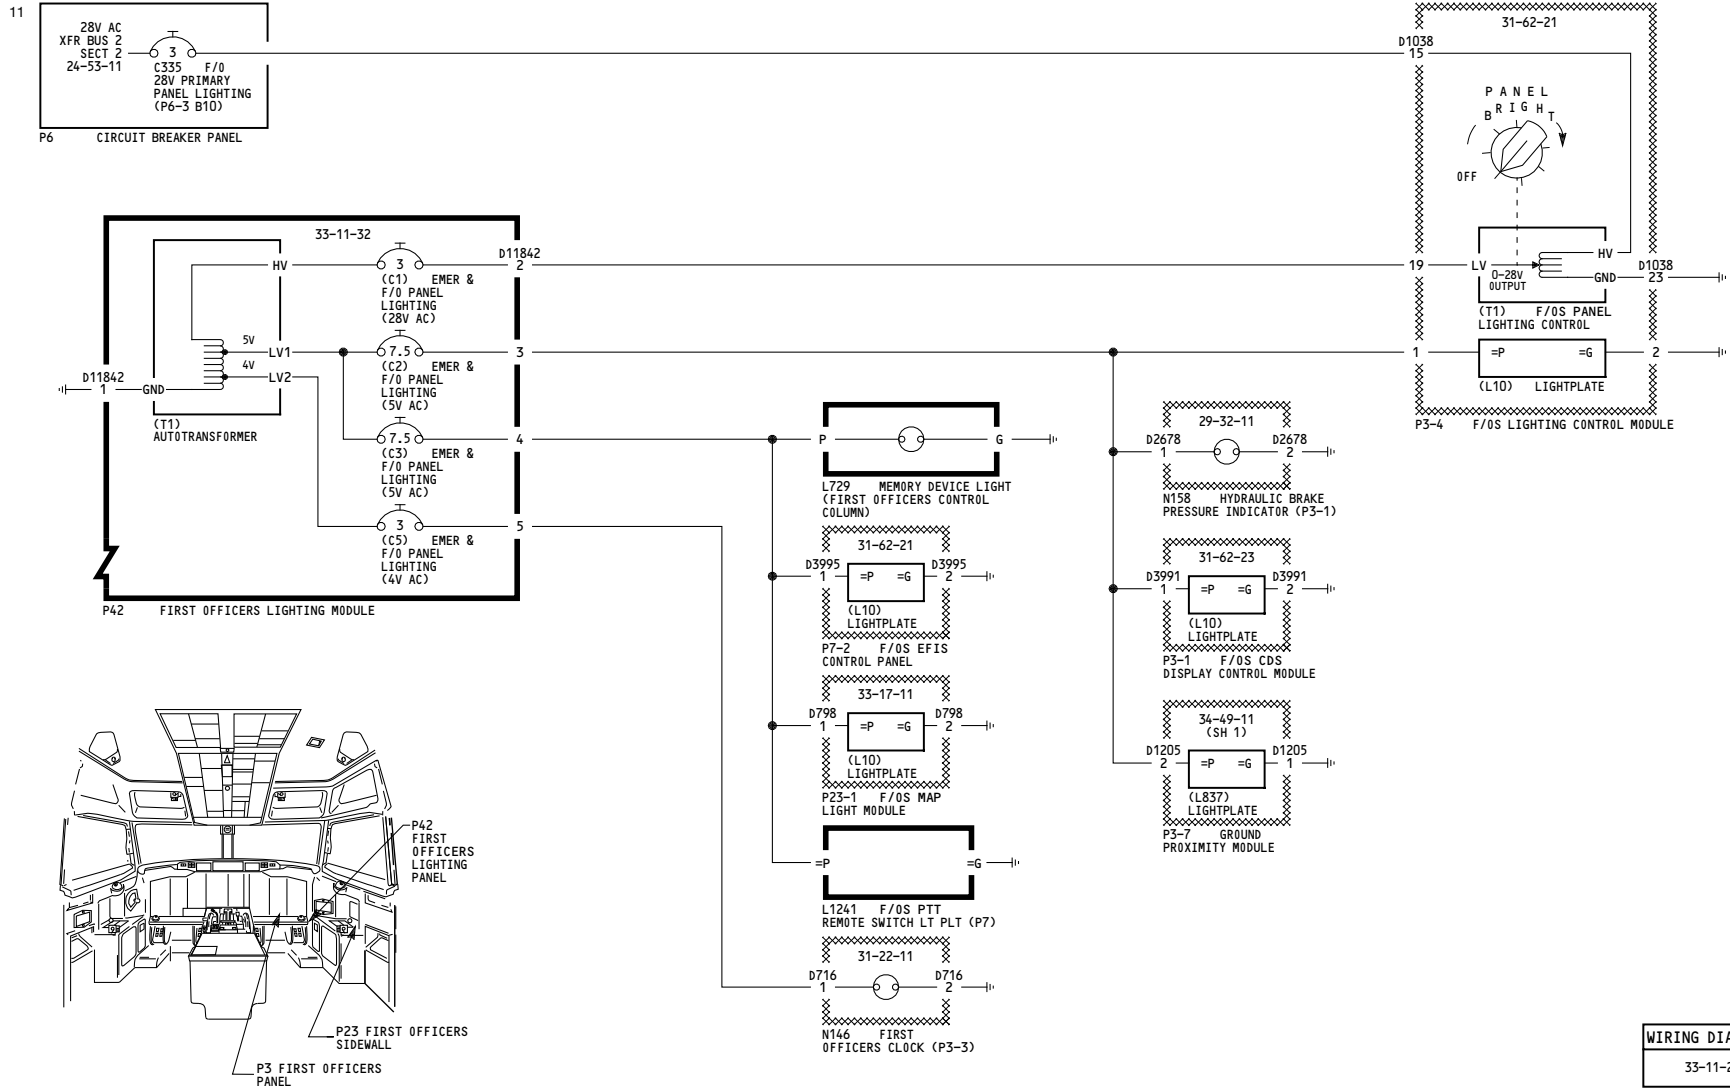 11
28V AC
XFR BUS 2
SECT 2
24-53-11
3
C335 F/O
28V PRIMARY
PANEL LIGHTING
(P6-3 B10)
P6 CIRCUIT BREAKER PANEL
31-62-21
D1038
15
PANEL
BRIGHT
OFF
19
LV
0-28V
OUTPUT
HV
GND
D1038
23
(T1) F/OS PANEL
LIGHTING CONTROL
1
=P =G
2
(L10) LIGHTPLATE
P3-4 F/OS LIGHTING CONTROL MODULE
33-11-32
HV
3
D11842
2
(C1) EMER &
F/O PANEL
LIGHTING
(28V AC)
5V
LV1
7.5
3
4V
LV2
(C2) EMER &
F/O PANEL
LIGHTING
(5V AC)
D11842
1
GND
(T1)
AUTOTRANSFORMER
7.5
4
(C3) EMER &
F/O PANEL
LIGHTING
(5V AC)
3
5
(C5) EMER &
F/O PANEL
LIGHTING
(4V AC)
P42 FIRST OFFICERS LIGHTING MODULE
P G
L729 MEMORY DEVICE LIGHT
(FIRST OFFICERS CONTROL
COLUMN)
31-62-21
D3995 D3995
1 =P =G 2
(L10)
LIGHTPLATE
P7-2 F/OS EFIS
CONTROL PANEL
33-17-11
D798 D798
1 =P =G 2
(L10)
LIGHTPLATE
P23-1 F/OS MAP
LIGHT MODULE
=P =G
L1241 F/OS PTT
REMOTE SWITCH LT PLT (P7)
31-22-11
D716 D716
1 2
N146 FIRST
OFFICERS CLOCK (P3-3)
29-32-11
D2678 D2678
1 2
N158 HYDRAULIC BRAKE
PRESSURE INDICATOR (P3-1)
31-62-23
D3991 D3991
1 =P =G 2
(L10)
LIGHTPLATE
P3-1 F/OS CDS
DISPLAY CONTROL MODULE
34-49-11
(SH 1)
D1205 D1205
2 =P =G 1
(L837)
LIGHTPLATE
P3-7 GROUND
PROXIMITY MODULE
P42
FIRST
OFFICERS
LIGHTING
PANEL
P23 FIRST OFFICERS
SIDEWALL
P3 FIRST OFFICERS
PANEL
WIRING DIA
33-11-2